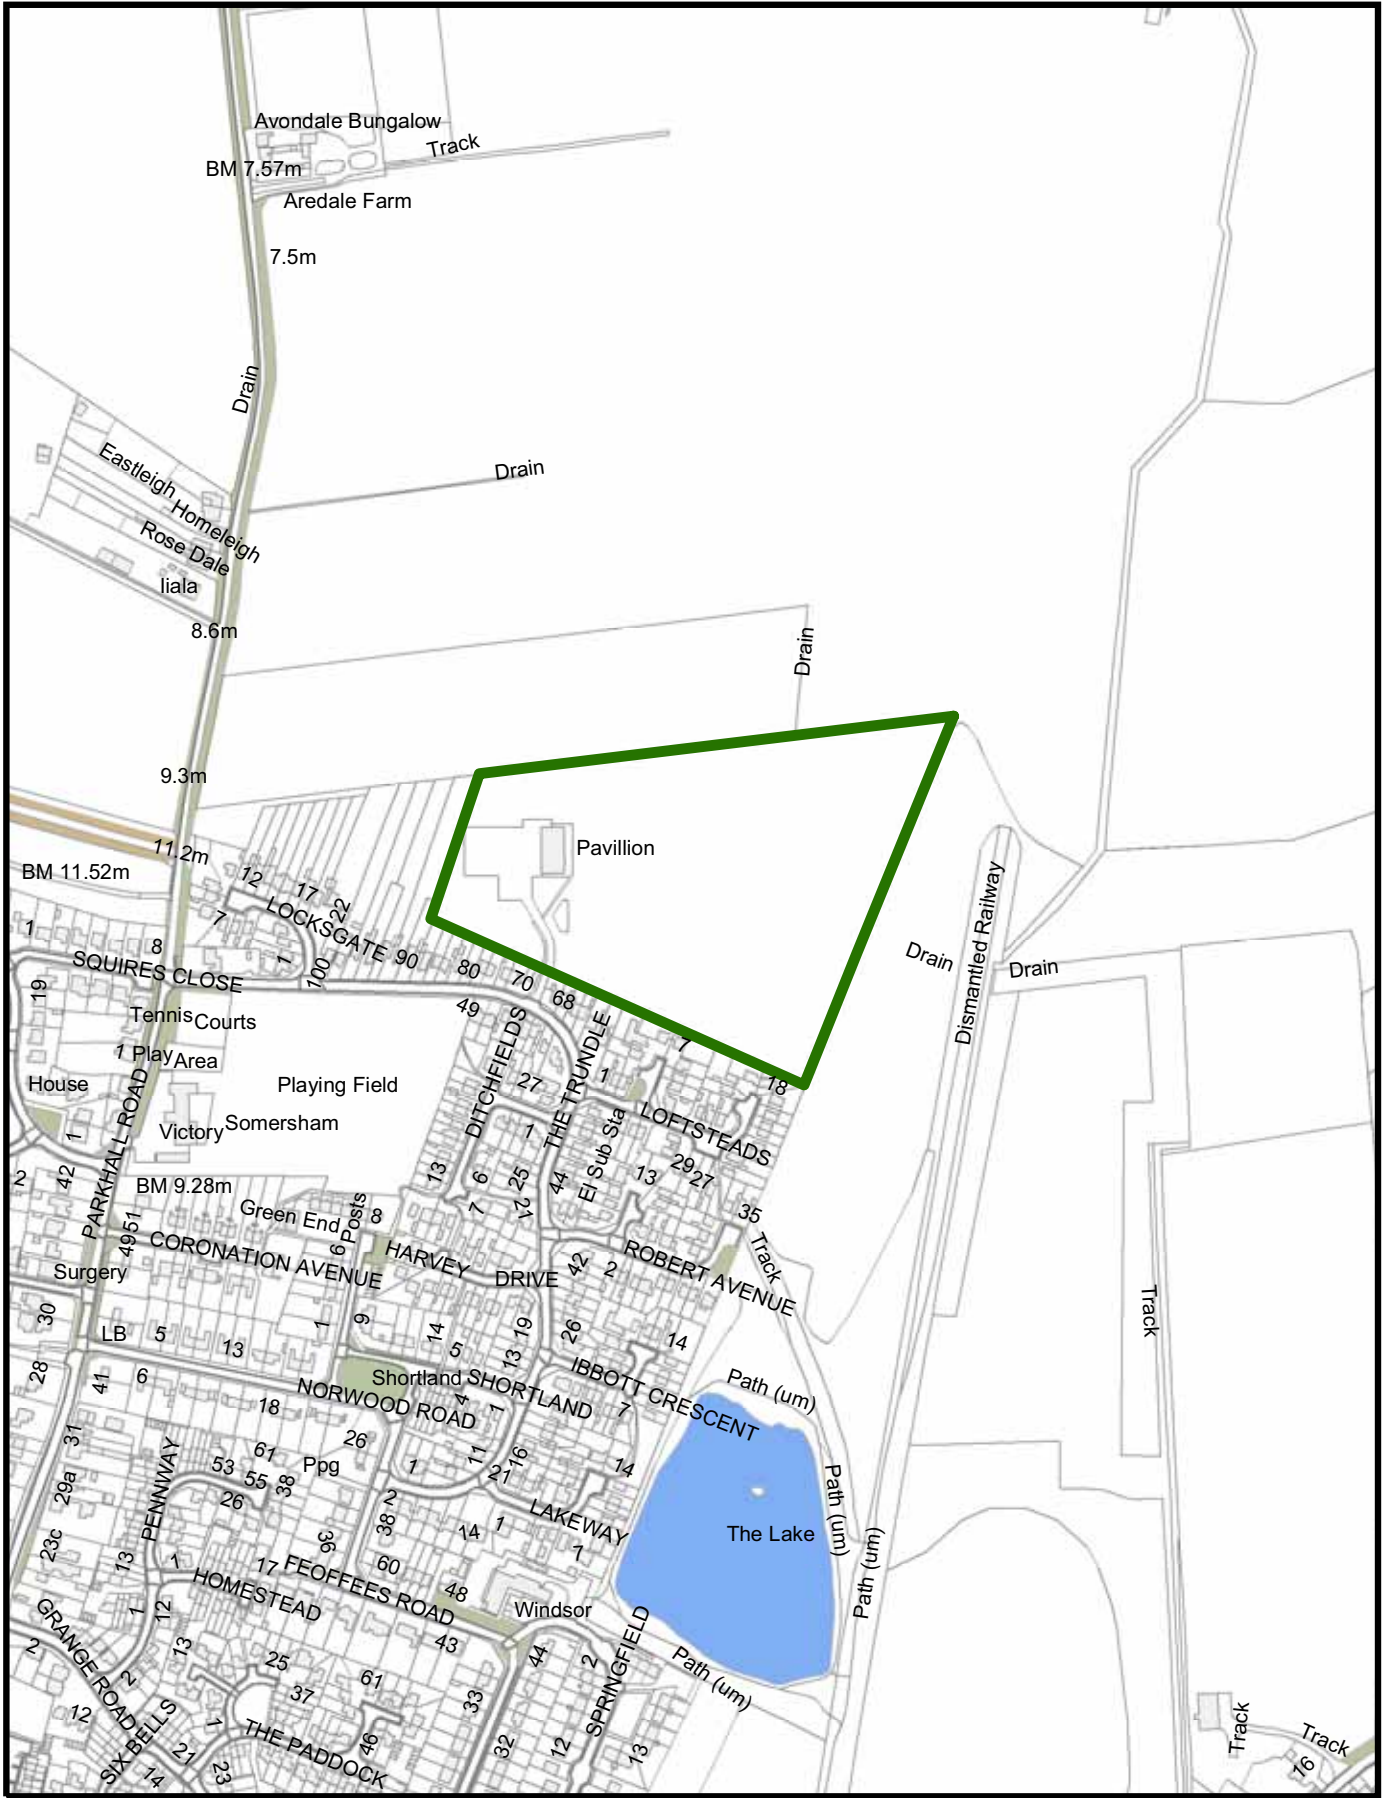 Avondale Bungalow
Track
BM 7.57m
Aredale Farm
7.5m
Drain
Drain
Eastleigh
Homeleigh
Rose Dale
liala
8.6m
Drain
9.3m
11.2m
BM 11.52m
Pavillion
12
17
22
7
LOCKSGATE
1
100
90
80
70
68
1
8
SQUIRES CLOSE
19
49
Drain
Dismantled Railway
Drain
Tennis Courts
1
Play Area
House
Playing Field
Victory Somersham
PARKHALL ROAD
1
42
2
BM 9.28m
DITCHFIELDS
27
THE TRUNDLE
1
7
18
LOFTSTEADS
El Sub Sta
1
13
6
25
44
13
29
27
7
2
35
Track
Green End
Posts
8
6
49
51
CORONATION AVENUE
HARVEY DRIVE
42
2
ROBERT AVENUE
Surgery
30
LB
5
13
1
9
14
5
19
13
26
14
Track
28
41
6
18
NORWOOD ROAD
Shortland
SHORTLAND
4
1
IBBOTT CRESCENT
7
Path (um)
31
26
61
Ppg
53
55
38
26
PENNWAY
29a
1
11
16
21
14
2
38
36
LAKEWAY
14
1
7
The Lake
Path (um)
Path (um)
23c
13
1
17
60
HOMESTEAD
FEOFFEES ROAD
48
Windsor
1
12
GRANGE ROAD
2
13
2
43
44
2
SPRINGFIELD
Path (um)
25
61
37
33
12
SIX BELLS
7
THE PADDOCK
46
21
23
14
32
12
13
Track
Track
16